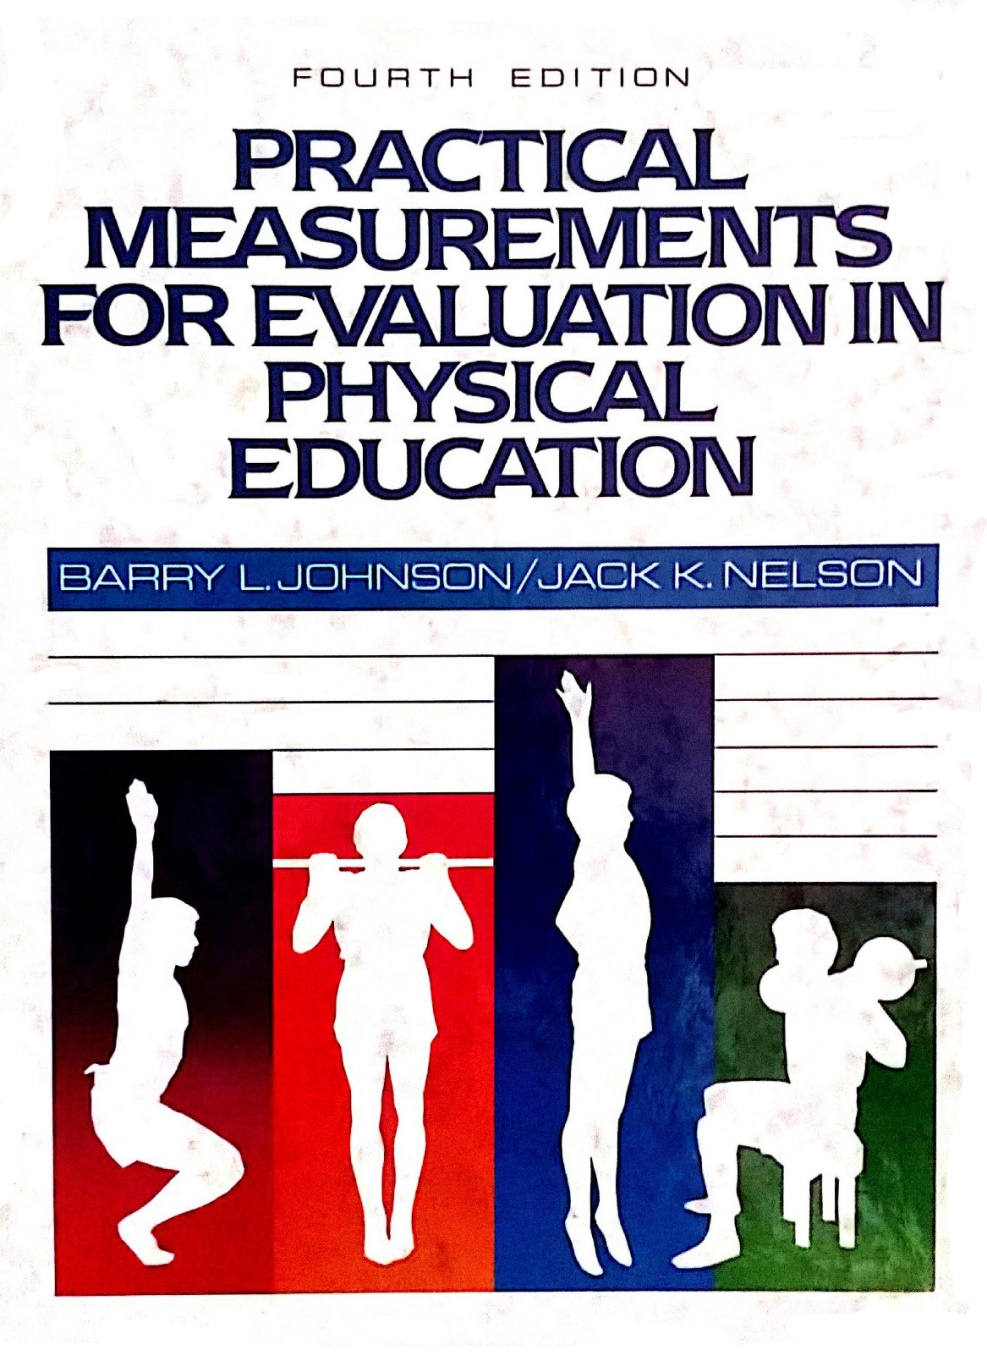 FOURTH EDITION
PRACTICAL
MEASUREMENTS
FOR EVALUATION IN
PHYSICAL
EDUCATION
BARRY L. JOHNSON/JACK K. NELSON